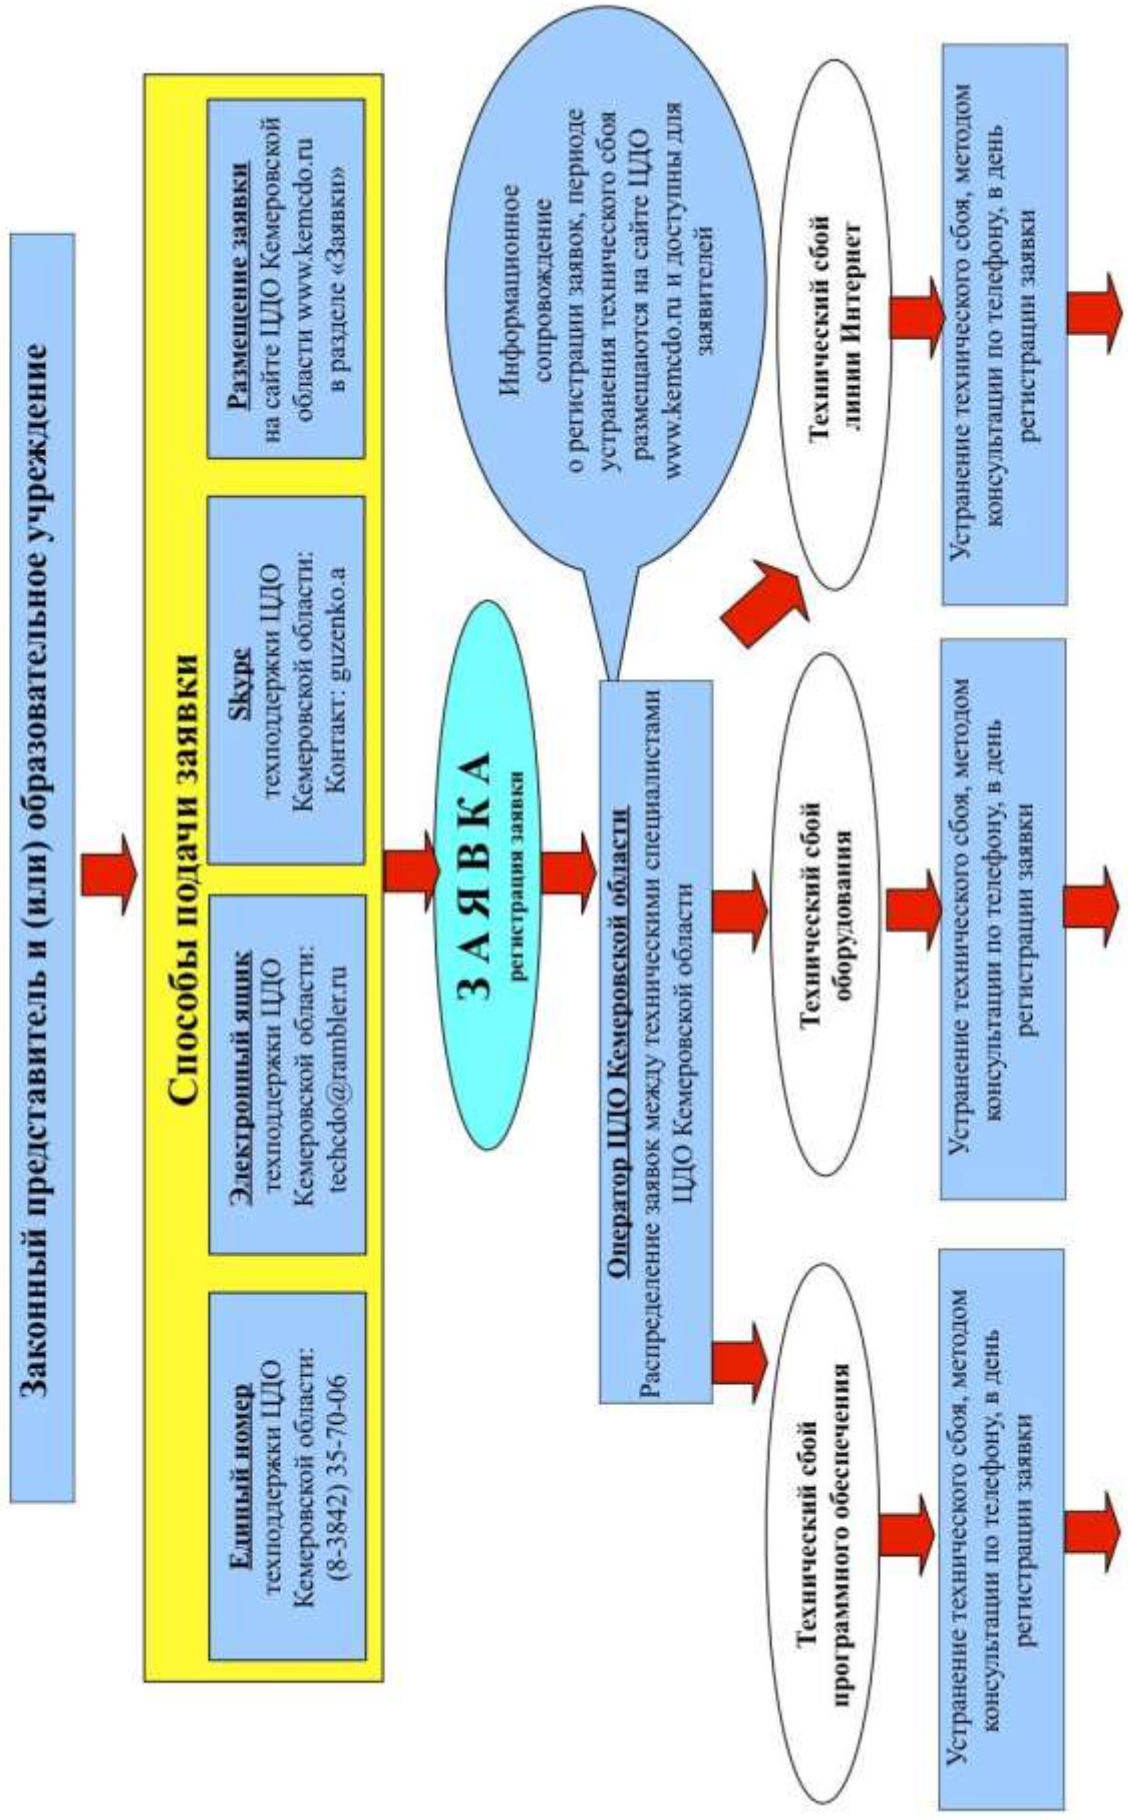 Законный представитель и (или) образовательное учреждение
Способы подачи заявки
Единый номер
техподдержки ЦДО
Кемеровской области:
(8-3842) 35-70-06
Электронный ящик
техподдержки ЦДО
Кемеровской области:
techcdo@rambler.ru
Skype
техподдержки ЦДО
Кемеровской области:
Контакт: guzenko.a
Размещение заявки
на сайте ЦДО Кемеровской
области www.kemcdo.ru
в разделе «Заявки»
З А Я В К А
регистрация заявки
Информационное
сопровождение
о регистрации заявок, периоде
устранения технического сбоя
размещаются на сайте ЦДО
www.kemcdo.ru и доступны для
заявителей
Оператор ЦДО Кемеровской области
Распределение заявок между техническими специалистами
ЦДО Кемеровской области
Технический сбой
программного обеспечения
Технический сбой
оборудования
Технический сбой
линии Интернет
Устранение технического сбоя, методом
консультации по телефону, в день
регистрации заявки
Устранение технического сбоя, методом
консультации по телефону, в день
регистрации заявки
Устранение технического сбоя, методом
консультации по телефону, в день
регистрации заявки